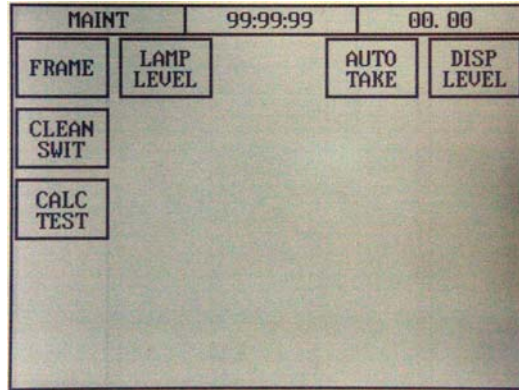 MAINT 99:99:99 00. 00
FRAME LAMP LEVEL AUTO TAKE DISP LEVEL
CLEAN SWIT
CALC TEST